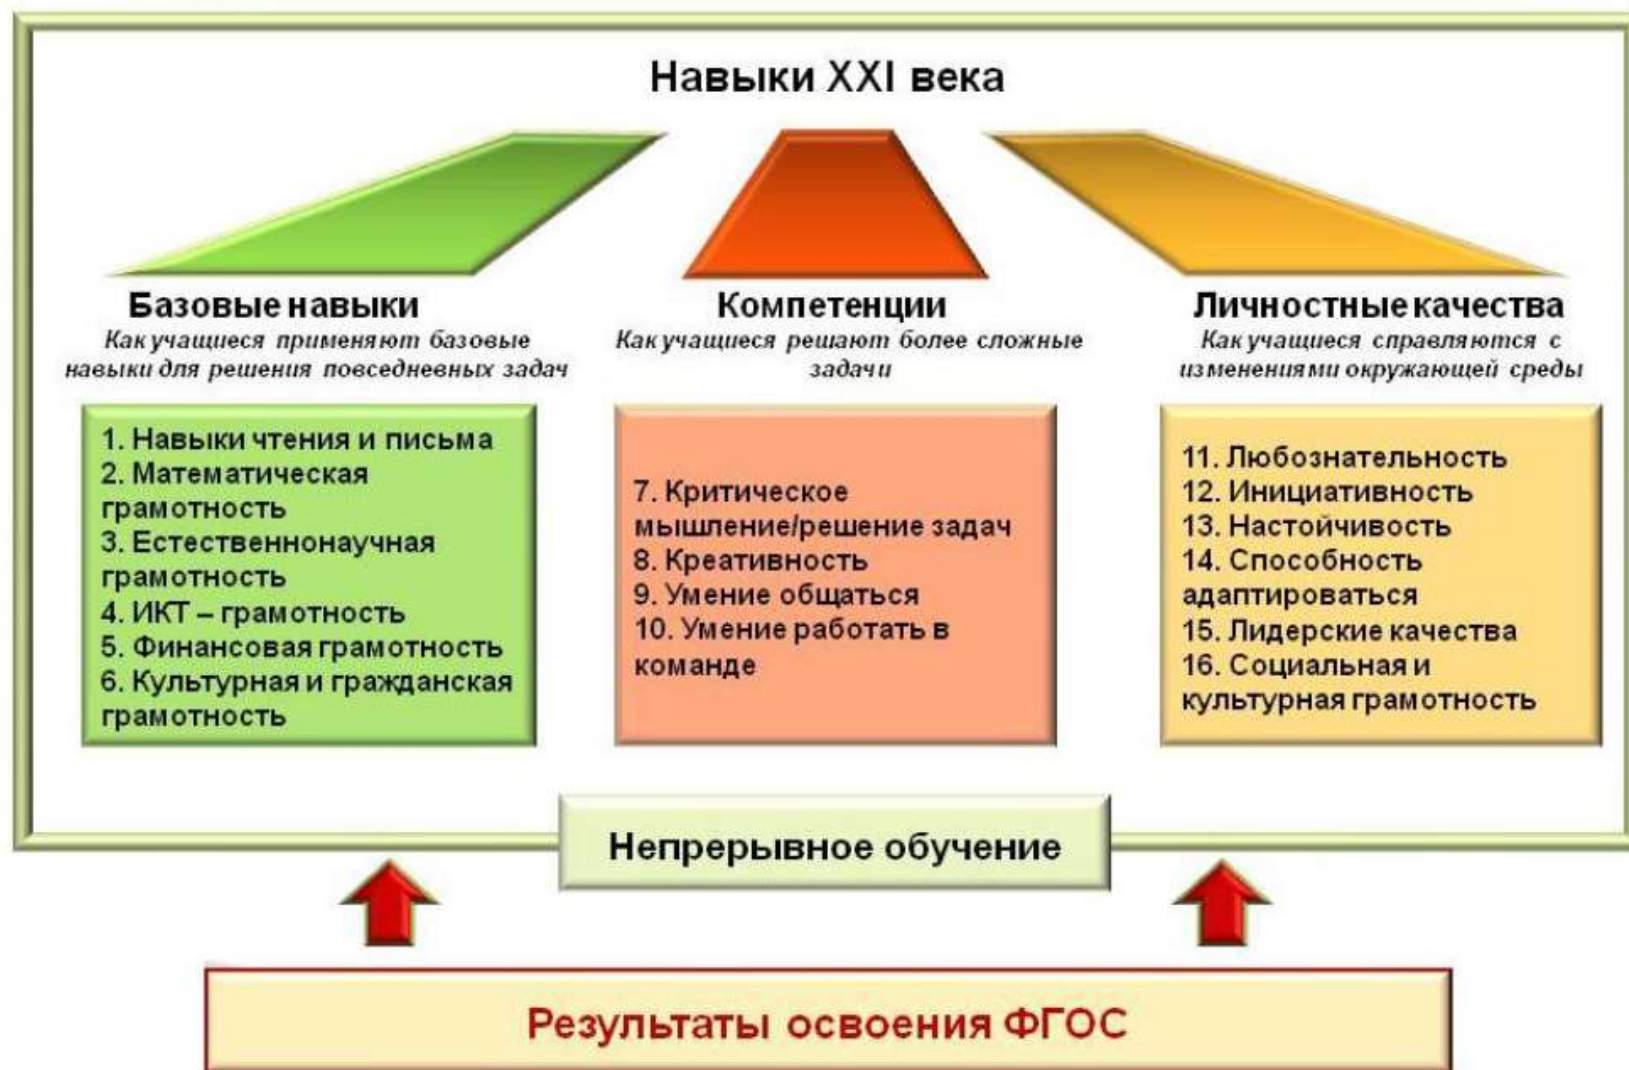 Навыки XXI века
Базовые навыки
Как учащиеся применяют базовые
навыки для решения повседневных задач
1. Навыки чтения и письма
2. Математическая
грамотность
3. Естественнонаучная
грамотность
4. ИКТ – грамотность
5. Финансовая грамотность
6. Культурная и гражданская
грамотность
Компетенции
Как учащиеся решают более сложные
задачи
7. Критическое
мышление/решение задач
8. Креативность
9. Умение общаться
10. Умение работать в
команде
Личностные качества
Как учащиеся справляются с
изменениями окружающей среды
11. Любознательность
12. Инициативность
13. Настойчивость
14. Способность
адаптироваться
15. Лидерские качества
16. Социальная и
культурная грамотность
Непрерывное обучение
Результаты освоения ФГОС